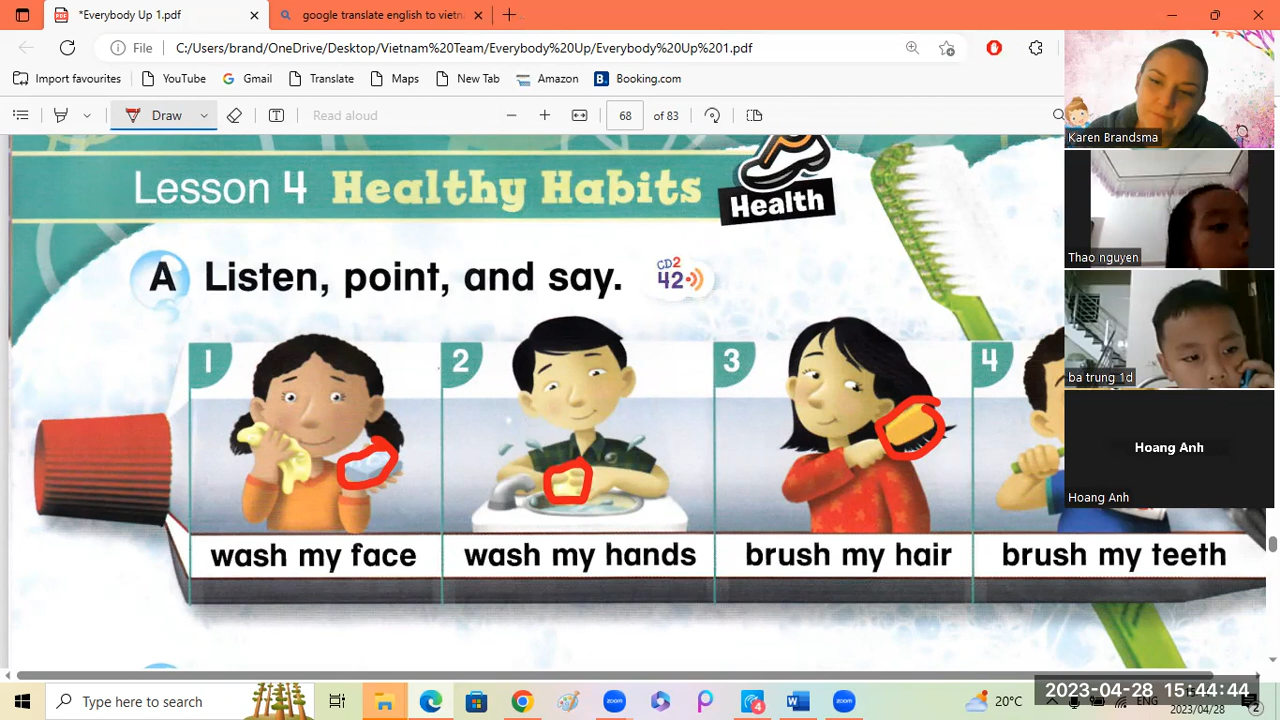 *Everybody Up 1.pdf
google translate english to vietn
File
C:/Users/brand/OneDrive/Desktop/Vietnam%20Team/Everybody%20Up/Everybody%20Up%201.pdf
Import favourites
YouTube
Gmail
Translate
Maps
New Tab
Amazon
B.
Booking.com
Draw
Read aloud
68
of 83
Karen Brandsma
Thao nguyen
ba trung 1d
Hoang Anh
Hoang Anh
Lesson 4 Healthy Habits
Health
A Listen, point, and say.
CD2
42
1
2
3
4
wash my face
wash my hands
brush my hair
brush my teeth
Type here to search
zoom
zoom
4
W
20°C
ENG
2023-04-28 15:44:44
2023/04/28
2